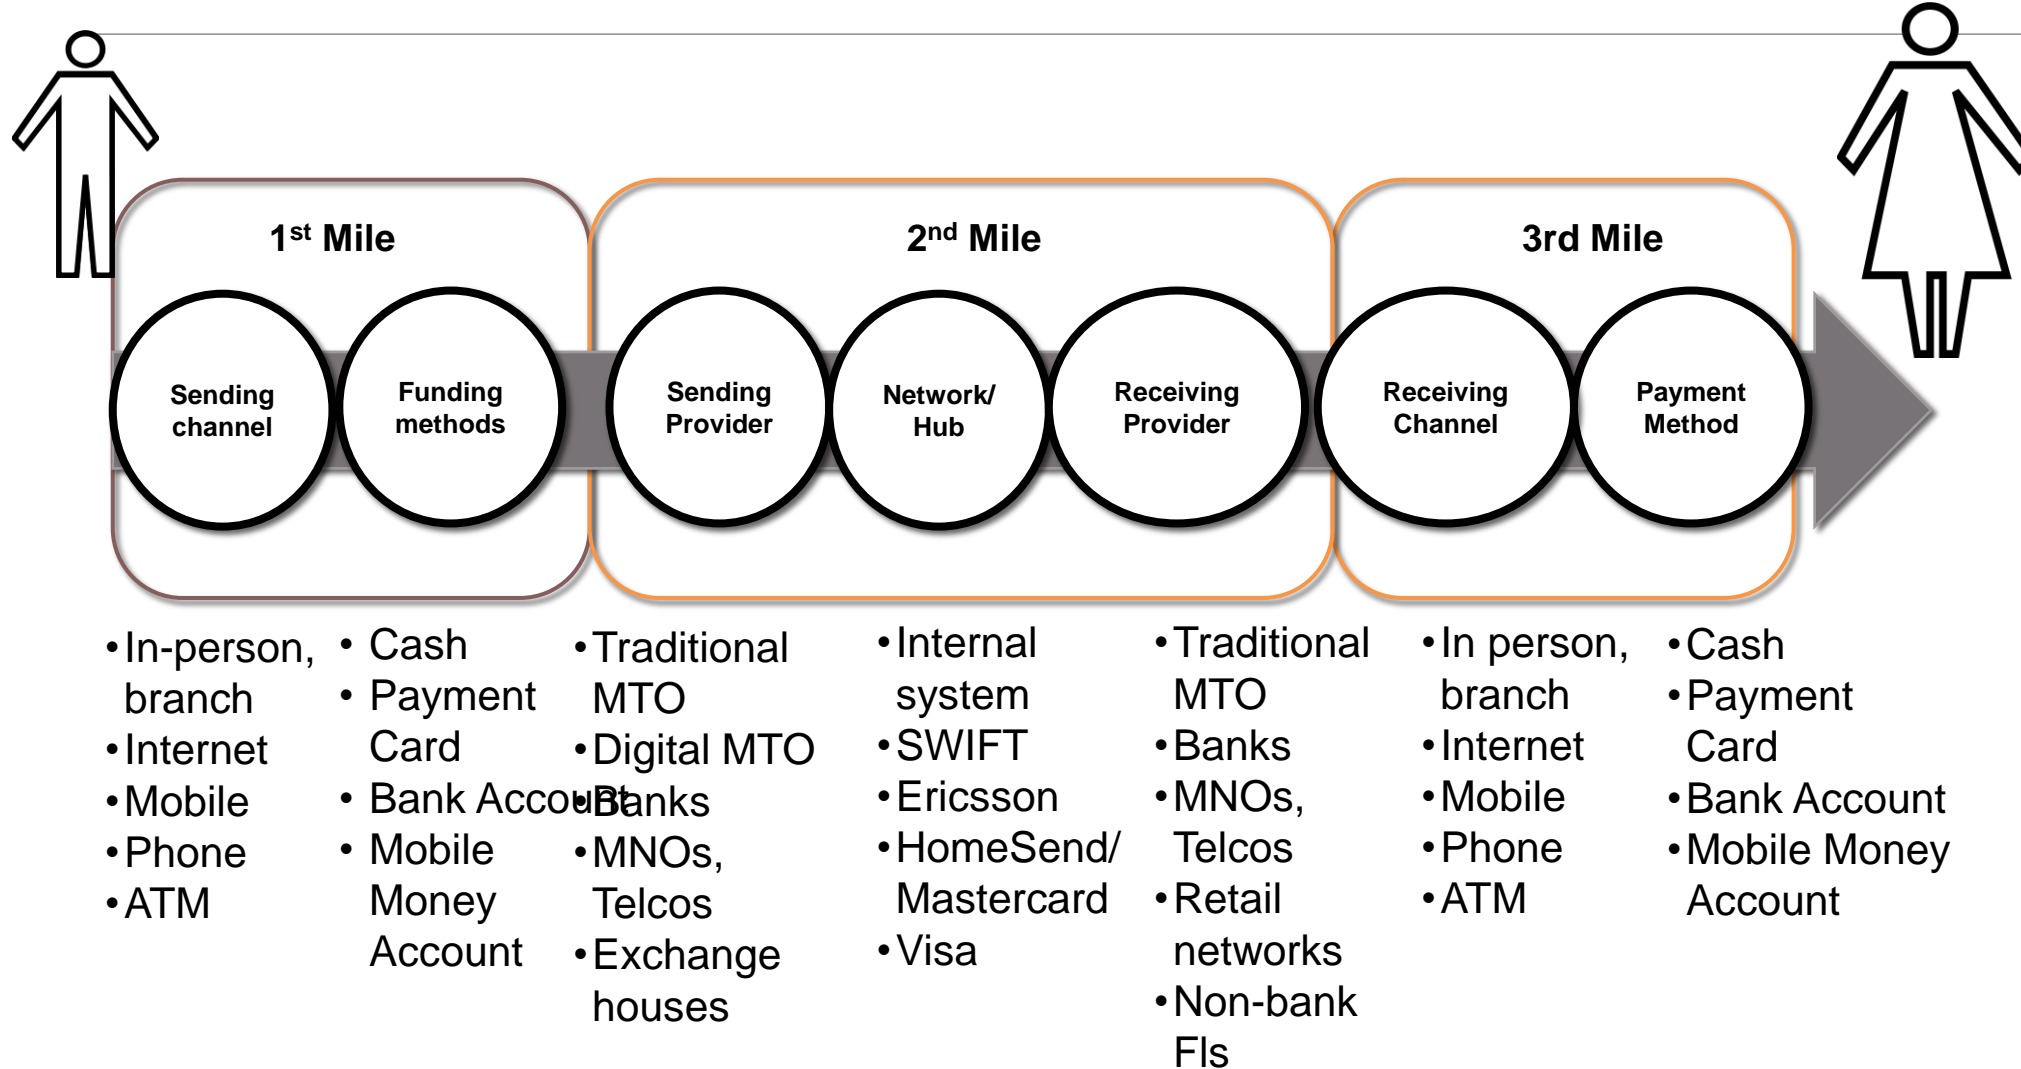 1st Mile
2nd Mile
3rd Mile
Sending
channel
Funding
methods
Sending
Provider
Network/
Hub
Receiving
Provider
Receiving
Channel
Payment
Method
•In-person,
branch
•Internet
•Mobile
•Phone
•ATM
• Cash
• Payment
Card
• Bank Account
• Mobile
Money
Account
•Traditional
MTO
•Digital MTO
•Banks
•MNOs,
Telcos
•Exchange
houses
•Internal
system
•SWIFT
•Ericsson
•HomeSend/
Mastercard
•Visa
•Traditional
MTO
•Banks
•MNOs,
Telcos
•Retail
networks
•Non-bank
FIs
•In person,
branch
•Internet
•Mobile
•Phone
•ATM
•Cash
•Payment
Card
•Bank Account
•Mobile Money
Account